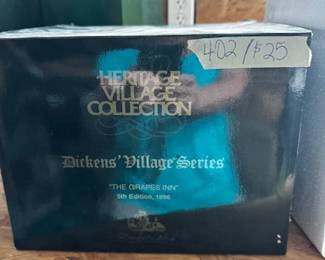 402/$25
HERITAGE
VILLAGE
COLLECTION
Dickens' Village Series
"THE GRAPES INN"
5th Edition, 1996